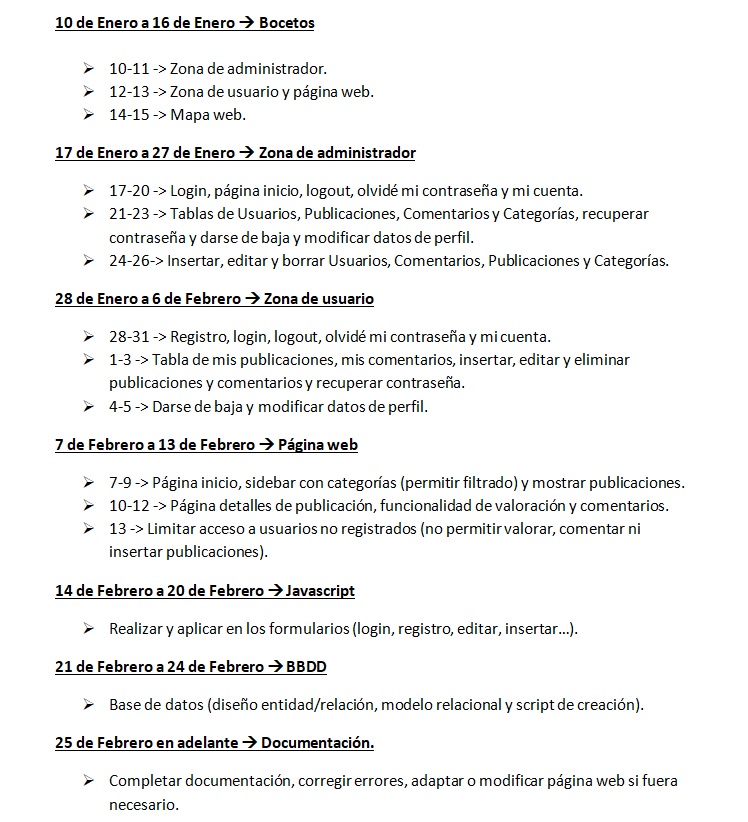 10 de Enero a 16 de Enero → Bocetos
➢ 10-11 -> Zona de administrador.
➢ 12-13 -> Zona de usuario y página web.
➢ 14-15 -> Mapa web.
17 de Enero a 27 de Enero → Zona de administrador
➢ 17-20 -> Login, página inicio, logout, olvidé mi contraseña y mi cuenta.
➢ 21-23 -> Tablas de Usuarios, Publicaciones, Comentarios y Categorías, recuperar
contraseña y darse de baja y modificar datos de perfil.
➢ 24-26-> Insertar, editar y borrar Usuarios, Comentarios, Publicaciones y Categorías.
28 de Enero a 6 de Febrero → Zona de usuario
➢ 28-31 -> Registro, login, logout, olvidé mi contraseña y mi cuenta.
➢ 1-3 -> Tabla de mis publicaciones, mis comentarios, insertar, editar y eliminar
publicaciones y comentarios y recuperar contraseña.
➢ 4-5 -> Darse de baja y modificar datos de perfil.
7 de Febrero a 13 de Febrero → Página web
➢ 7-9 -> Página inicio, sidebar con categorías (permitir filtrado) y mostrar publicaciones.
➢ 10-12 -> Página detalles de publicación, funcionalidad de valoración y comentarios.
➢ 13 -> Limitar acceso a usuarios no registrados (no permitir valorar, comentar ni
insertar publicaciones).
14 de Febrero a 20 de Febrero → Javascript
➢ Realizar y aplicar en los formularios (login, registro, editar, insertar…).
21 de Febrero a 24 de Febrero → BBDD
➢ Base de datos (diseño entidad/relación, modelo relacional y script de creación).
25 de Febrero en adelante → Documentación.
➢ Completar documentación, corregir errores, adaptar o modificar página web si fuera
necesario.